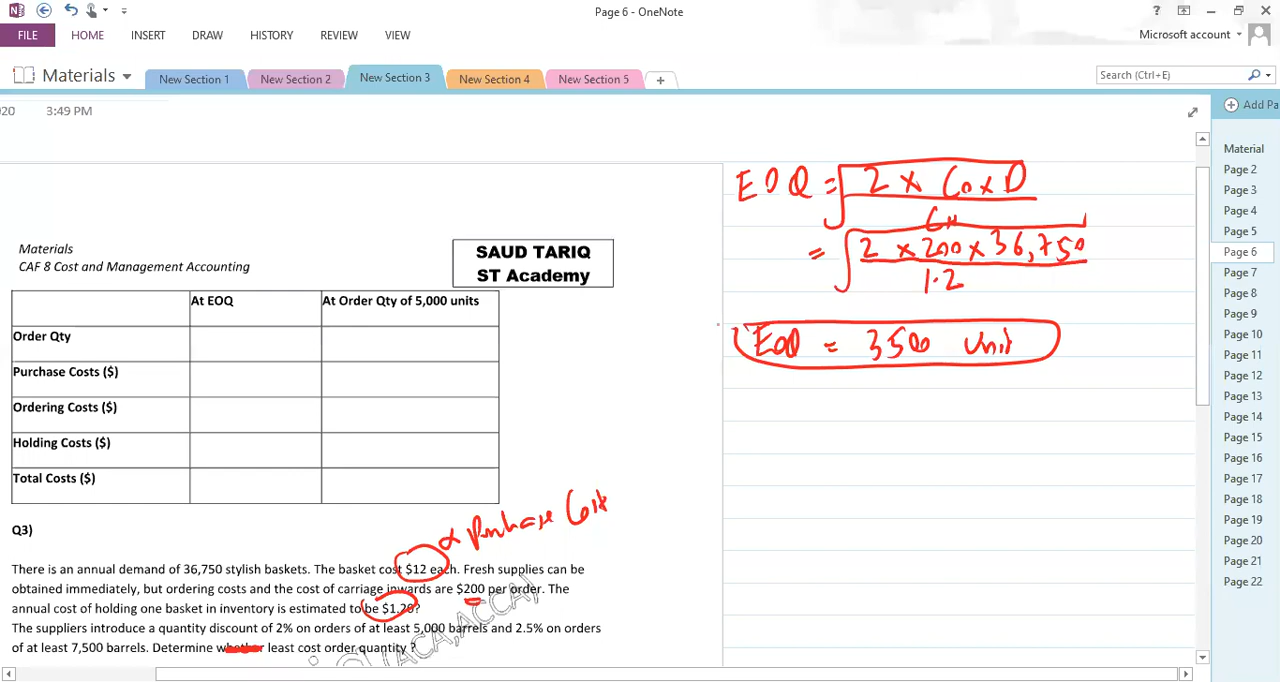 Page 6 - OneNote
Microsoft account
FILE HOME INSERT DRAW HISTORY REVIEW VIEW
Materials New Section 1 New Section 2 New Section 3 New Section 4 New Section 5
Search (Ctrl+E)
020 3:49 PM
Add Pa
Material
Page 2
Page 3
Page 4
Page 5
Page 6
Page 7
Page 8
Page 9
Page 10
Page 11
Page 12
Page 13
Page 14
Page 15
Page 16
Page 17
Page 18
Page 19
Page 20
Page 21
Page 22
Materials
CAF 8 Cost and Management Accounting
SAUD TARIQ
ST Academy
At EOQ At Order Qty of 5,000 units
Order Qty
Purchase Costs ($)
Ordering Costs ($)
Holding Costs ($)
Total Costs ($)
EOQ = √ 2 × Co × D
CH
= √ 2 × 200 × 36,750
1.2
EOQ = 3500 unit
Purchase Cost
Q3)
There is an annual demand of 36,750 stylish baskets. The basket cost $12 each. Fresh supplies can be
obtained immediately, but ordering costs and the cost of carriage inwards are $200 per order. The
annual cost of holding one basket in inventory is estimated to be $1.20?
The suppliers introduce a quantity discount of 2% on orders of at least 5,000 barrels and 2.5% on orders
of at least 7,500 barrels. Determine whether least cost order quantity ?